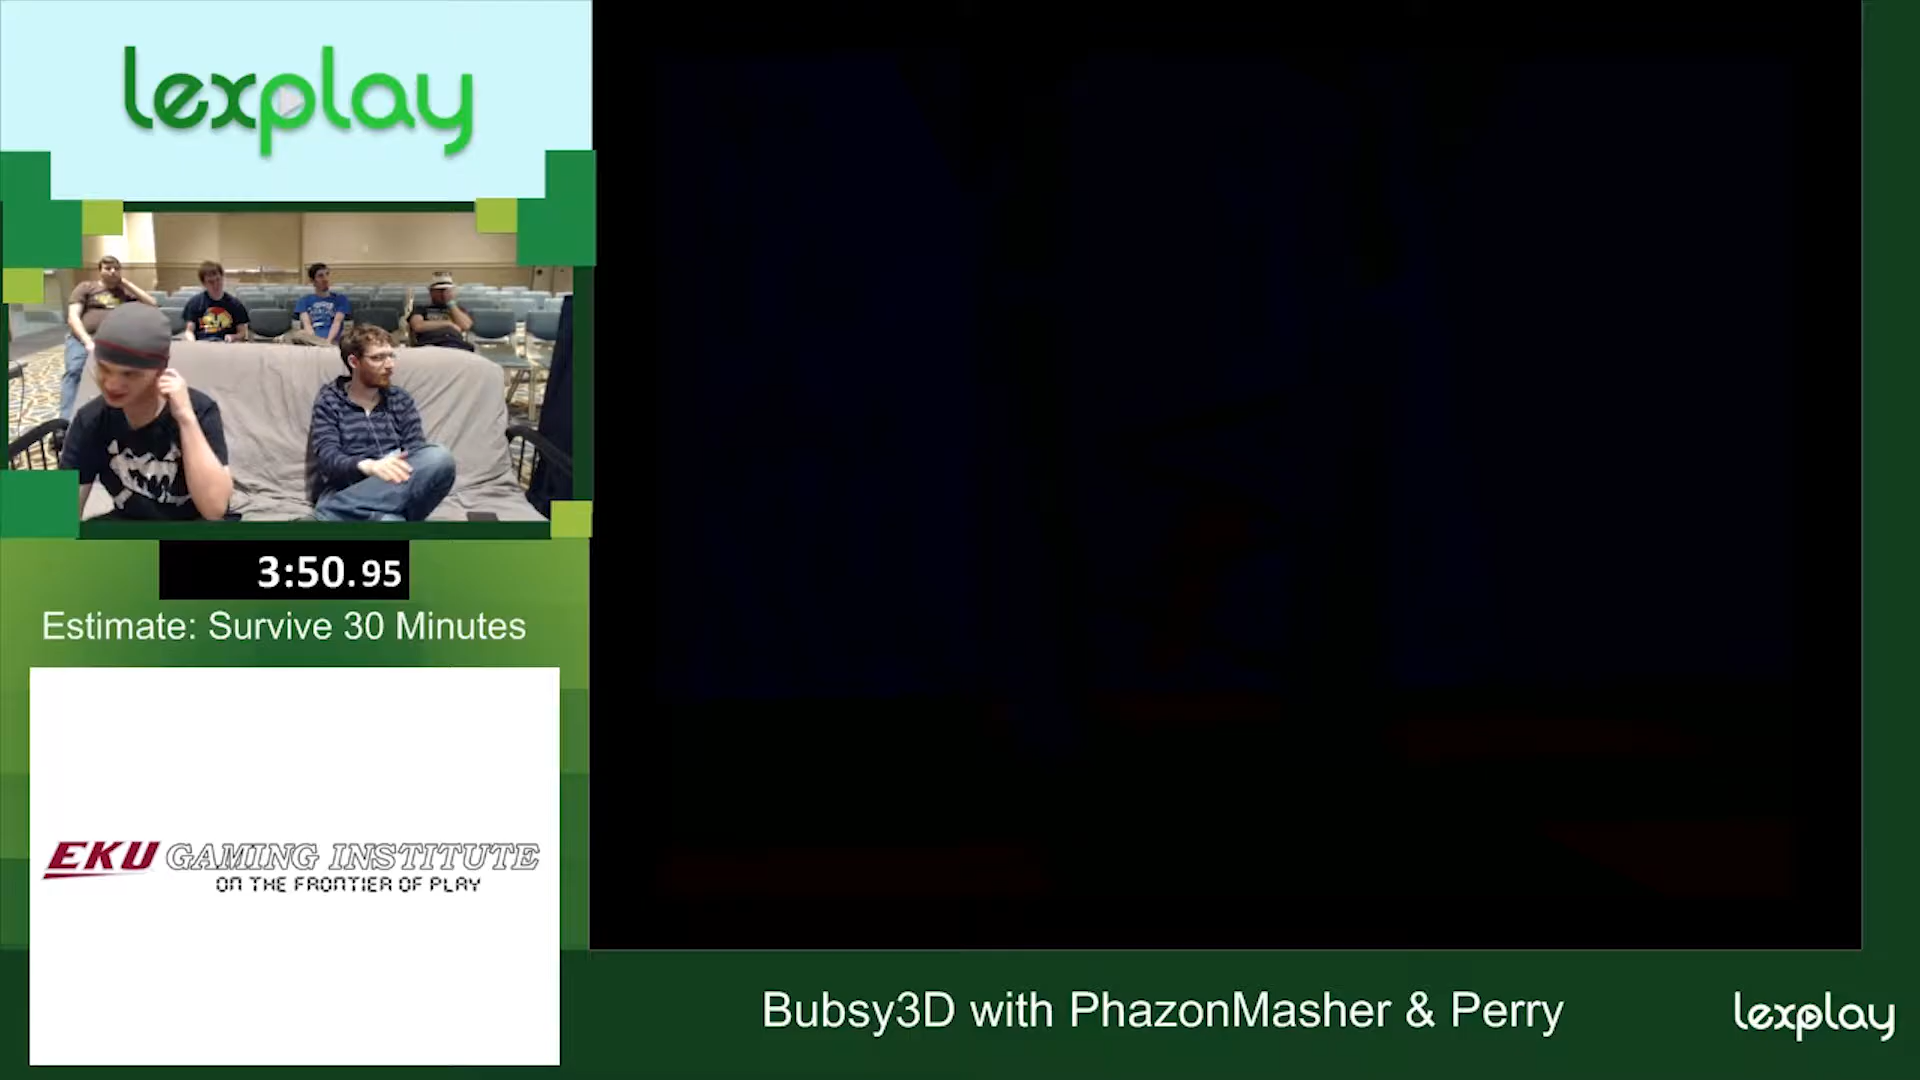 lexplay
3:50.95
Estimate: Survive 30 Minutes
EKU GAMING INSTITUTE
ON THE FRONTIER OF PLAY
Bubsy3D with PhazonMasher & Perry
lexplay